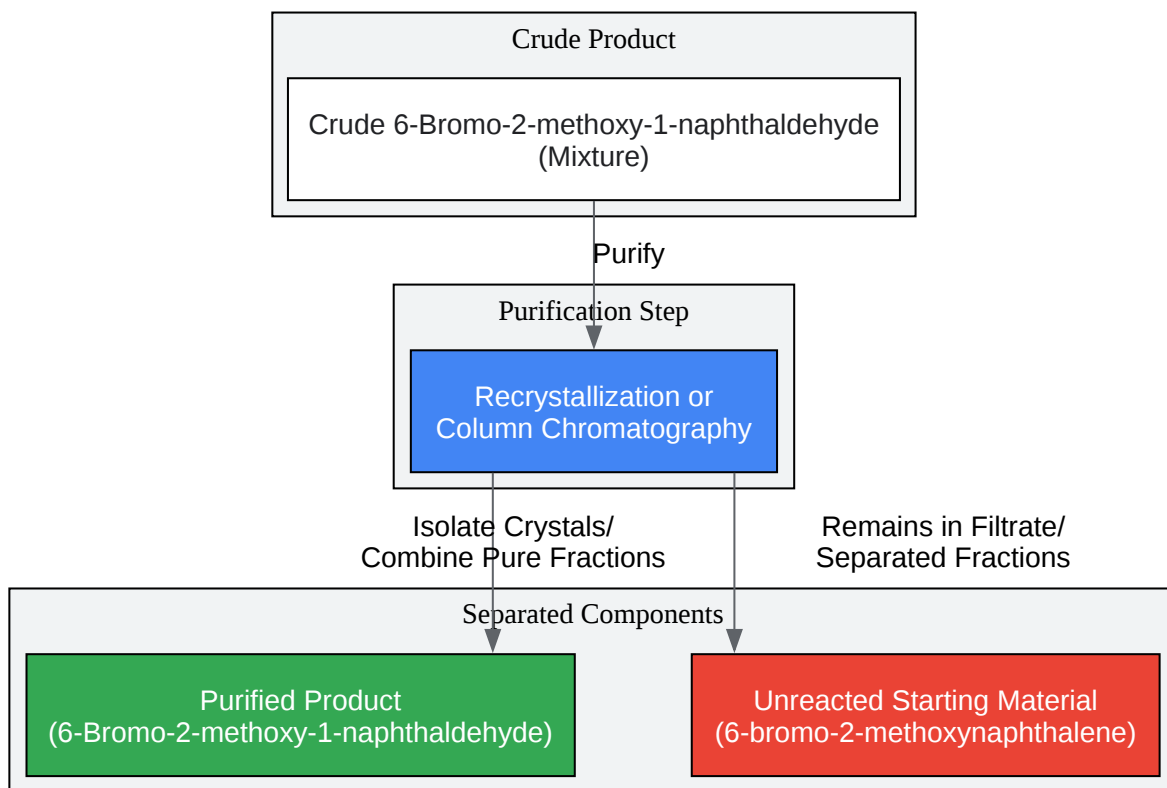 Crude Product
Crude 6-Bromo-2-methoxy-1-naphthaldehyde
(Mixture)
Purify
Purification Step
Recrystallization or
Column Chromatography
Isolate Crystals/
Combine Pure Fractions
Remains in Filtrate/
Separated Fractions
Separated Components
Purified Product
(6-Bromo-2-methoxy-1-naphthaldehyde)
Unreacted Starting Material
(6-bromo-2-methoxynaphthalene)